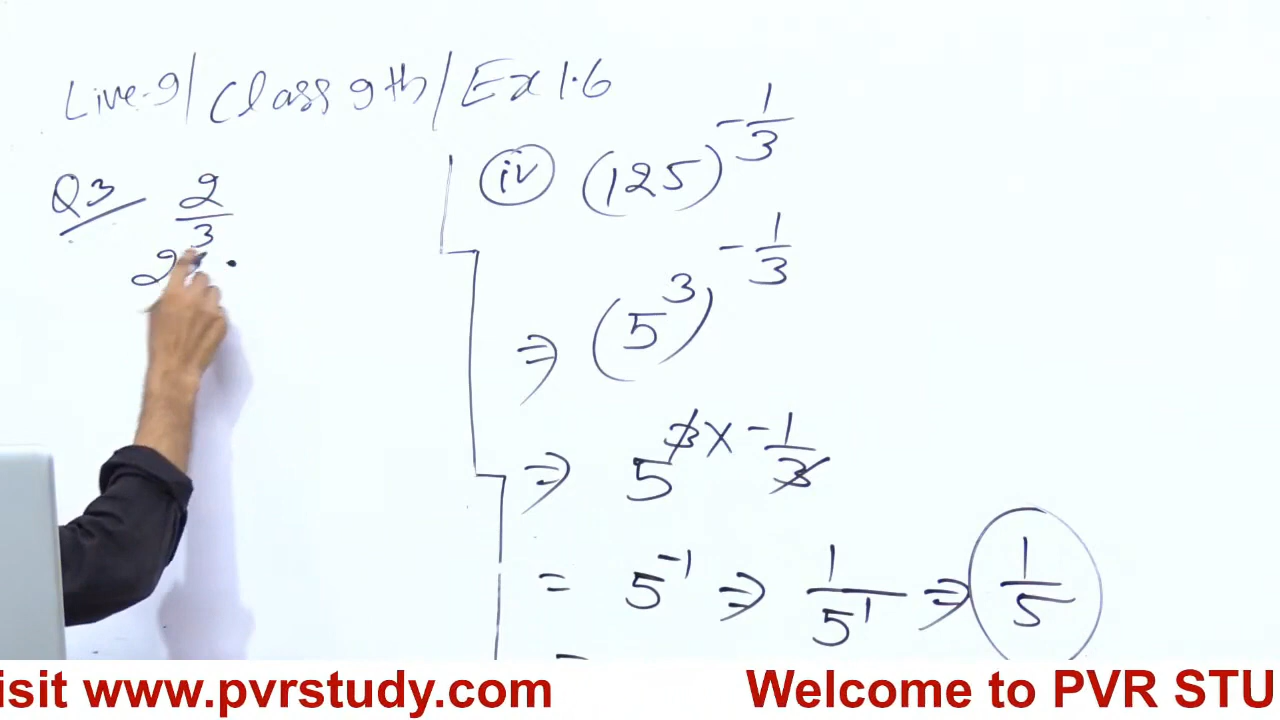 Live-9/Class 9th/Ex 1.6
Q3 2/3
2 .
(iv) (125)^-1/3
⇒ (5^3)^-1/3
⇒ 5^3×-1/3
= 5^-1 ⇒ 1/5^1 ⇒ 1/5
isit www.pvrstudy.com Welcome to PVR STU